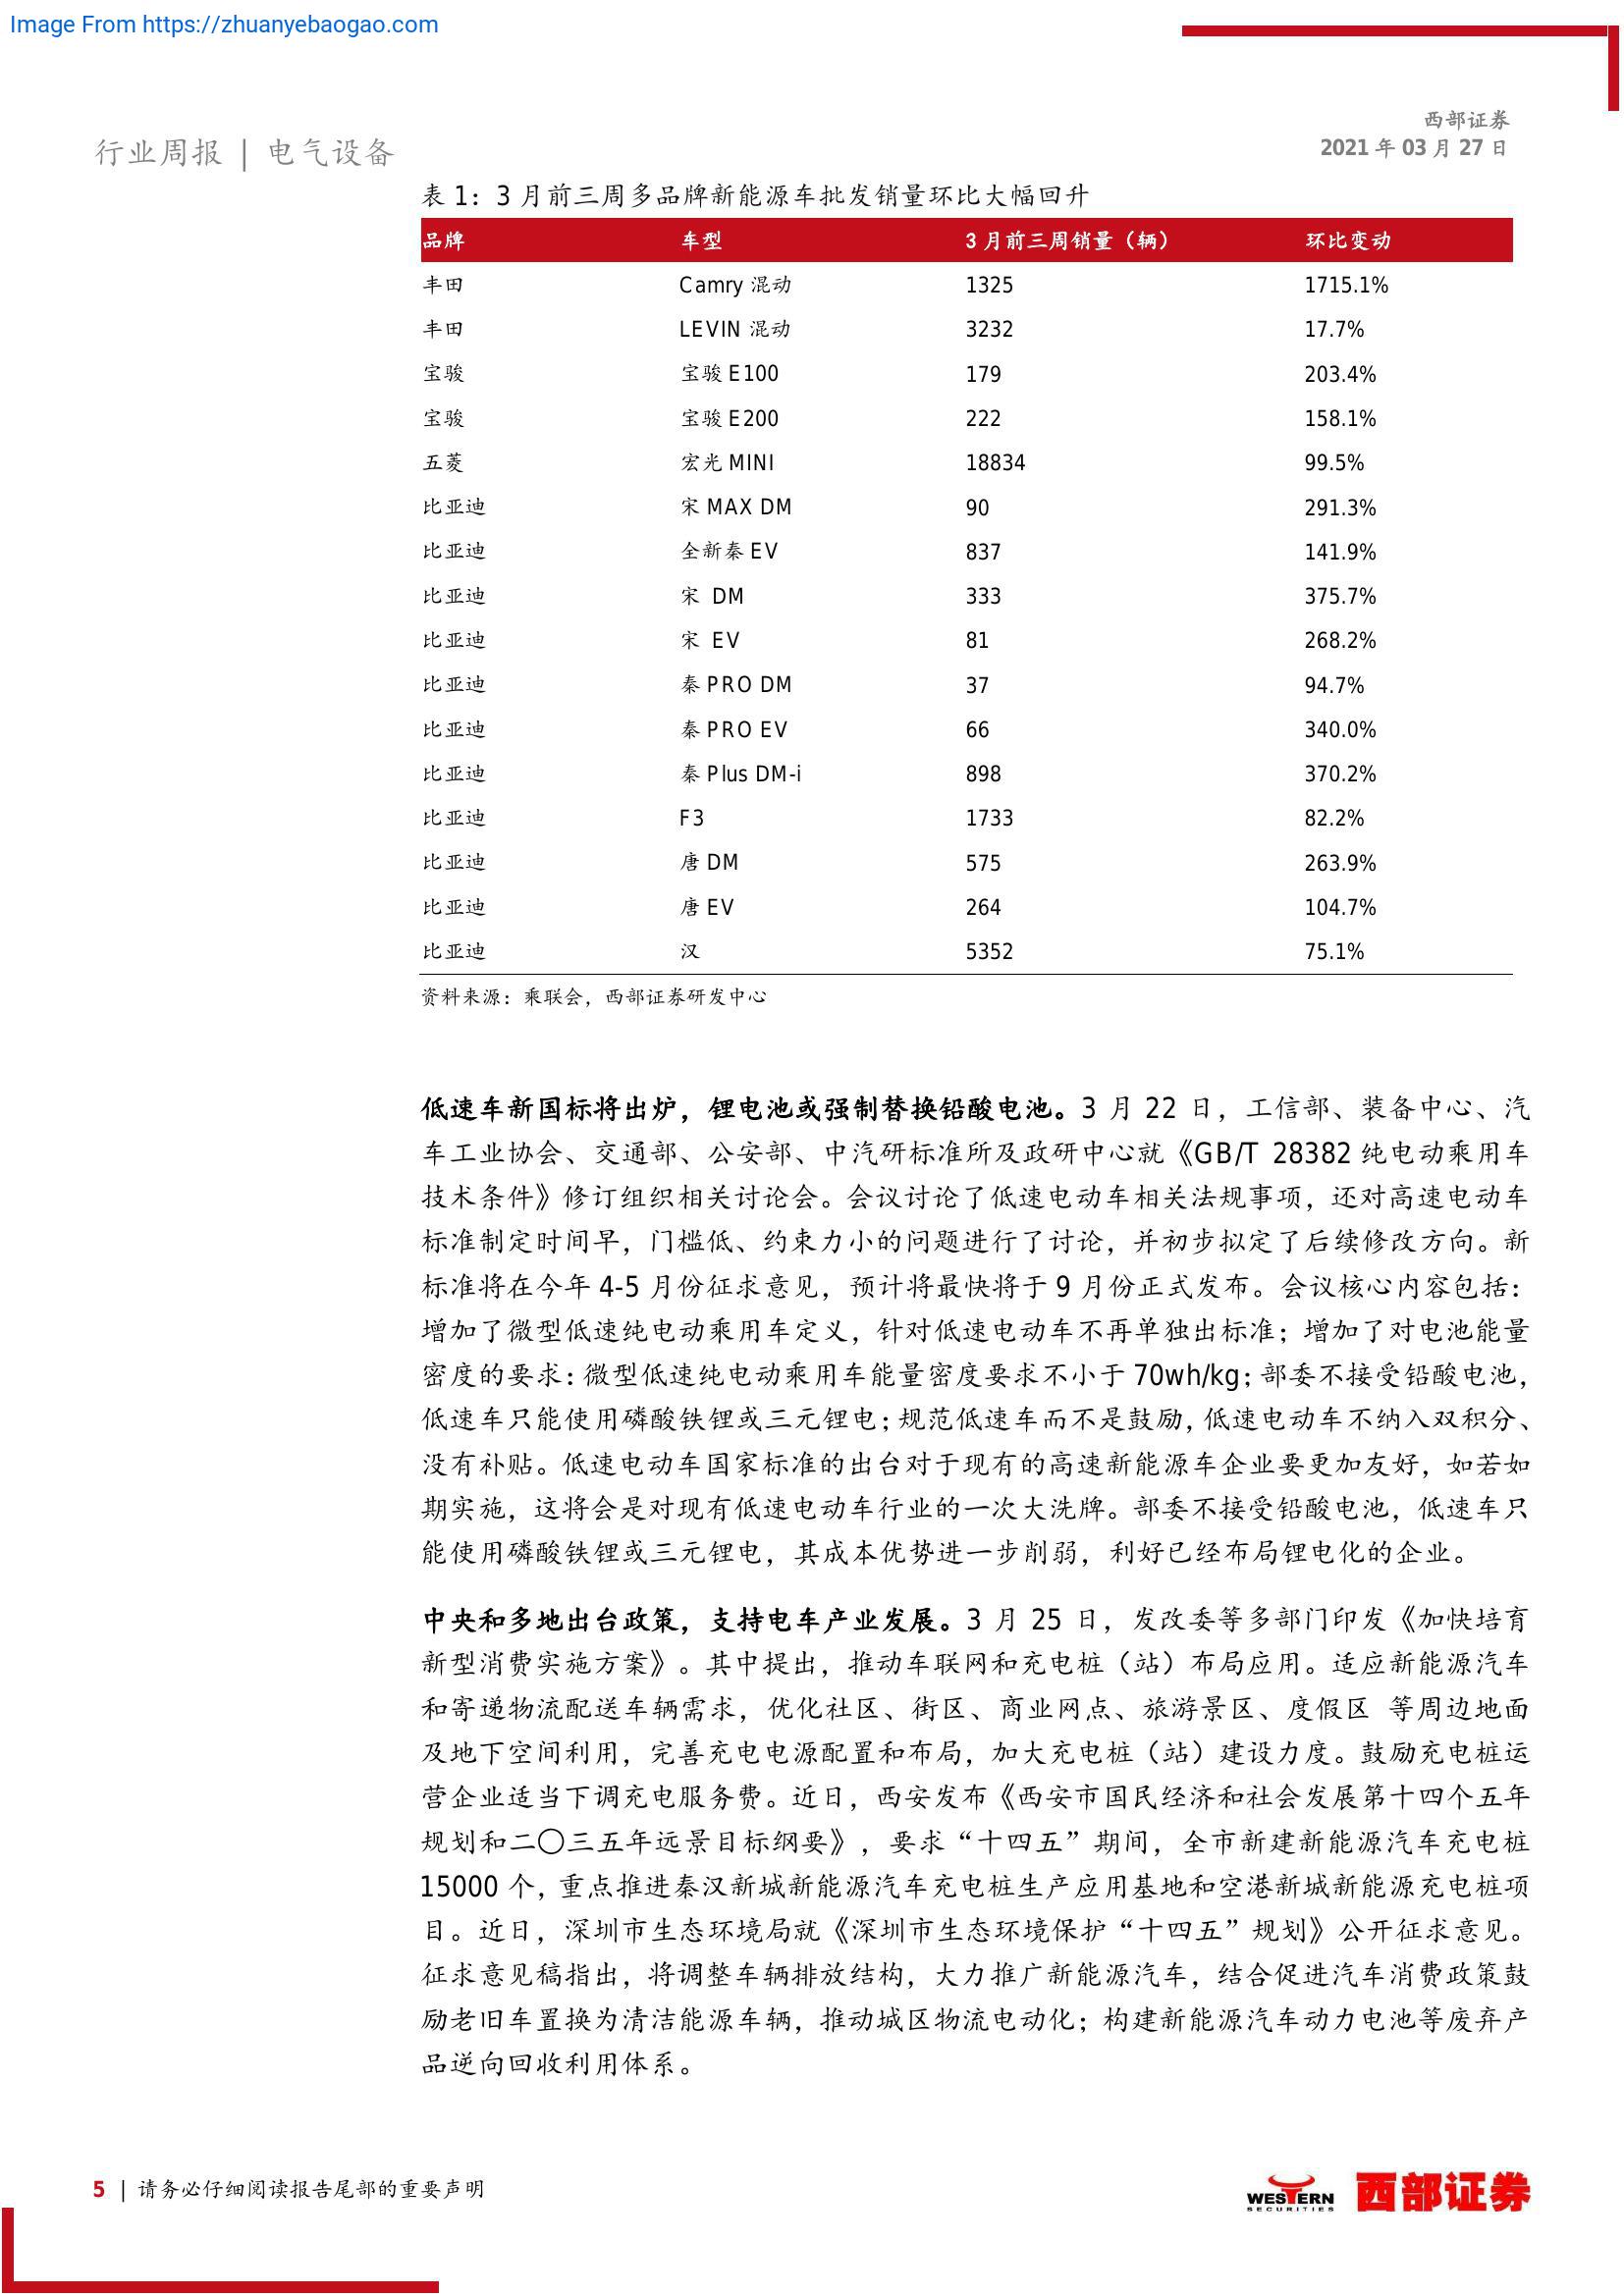 Image From https://zhuanyebaogao.com
西部证券
2021 年 03 月 27 日
行业周报 | 电气设备
表 1：3 月前三周多品牌新能源车批发销量环比大幅回升
品牌 车型 3 月前三周销量（辆） 环比变动
丰田 Camry 混动 1325 1715.1%
丰田 LEVIN 混动 3232 17.7%
宝骏 宝骏 E100 179 203.4%
宝骏 宝骏 E200 222 158.1%
五菱 宏光 MINI 18834 99.5%
比亚迪 宋 MAX DM 90 291.3%
比亚迪 全新秦 EV 837 141.9%
比亚迪 宋 DM 333 375.7%
比亚迪 宋 EV 81 268.2%
比亚迪 秦 PRO DM 37 94.7%
比亚迪 秦 PRO EV 66 340.0%
比亚迪 秦 Plus DM-i 898 370.2%
比亚迪 F3 1733 82.2%
比亚迪 唐 DM 575 263.9%
比亚迪 唐 EV 264 104.7%
比亚迪 汉 5352 75.1%
资料来源：乘联会，西部证券研发中心
低速车新国标将出炉，锂电池或强制替换铅酸电池。3 月 22 日，工信部、装备中心、汽
车工业协会、交通部、公安部、中汽研标准所及政研中心就《GB/T 28382 纯电动乘用车
技术条件》修订组织相关讨论会。会议讨论了低速电动车相关法规事项，还对高速电动车
标准制定时间早，门槛低、约束力小的问题进行了讨论，并初步拟定了后续修改方向。新
标准将在今年 4-5 月份征求意见，预计将最快将于 9 月份正式发布。会议核心内容包括：
增加了微型低速纯电动乘用车定义，针对低速电动车不再单独出标准；增加了对电池能量
密度的要求：微型低速纯电动乘用车能量密度要求不小于 70wh/kg；部委不接受铅酸电池，
低速车只能使用磷酸铁锂或三元锂电；规范低速车而不是鼓励，低速电动车不纳入双积分、
没有补贴。低速电动车国家标准的出台对于现有的高速新能源车企业要更加友好，如若如
期实施，这将会是对现有低速电动车行业的一次大洗牌。部委不接受铅酸电池，低速车只
能使用磷酸铁锂或三元锂电，其成本优势进一步削弱，利好已经布局锂电化的企业。
中央和多地出台政策，支持电车产业发展。3 月 25 日，发改委等多部门印发《加快培育
新型消费实施方案》。其中提出，推动车联网和充电桩（站）布局应用。适应新能源汽车
和寄递物流配送车辆需求，优化社区、街区、商业网点、旅游景区、度假区 等周边地面
及地下空间利用，完善充电电源配置和布局，加大充电桩（站）建设力度。鼓励充电桩运
营企业适当下调充电服务费。近日，西安发布《西安市国民经济和社会发展第十四个五年
规划和二〇三五年远景目标纲要》，要求“十四五”期间，全市新建新能源汽车充电桩
15000 个，重点推进秦汉新城新能源汽车充电桩生产应用基地和空港新城新能源充电桩项
目。近日，深圳市生态环境局就《深圳市生态环境保护“十四五”规划》公开征求意见。
征求意见稿指出，将调整车辆排放结构，大力推广新能源汽车，结合促进汽车消费政策鼓
励老旧车置换为清洁能源车辆，推动城区物流电动化；构建新能源汽车动力电池等废弃产
品逆向回收利用体系。
5 | 请务必仔细阅读报告尾部的重要声明
WESTERN
SECURITIES
西部证券